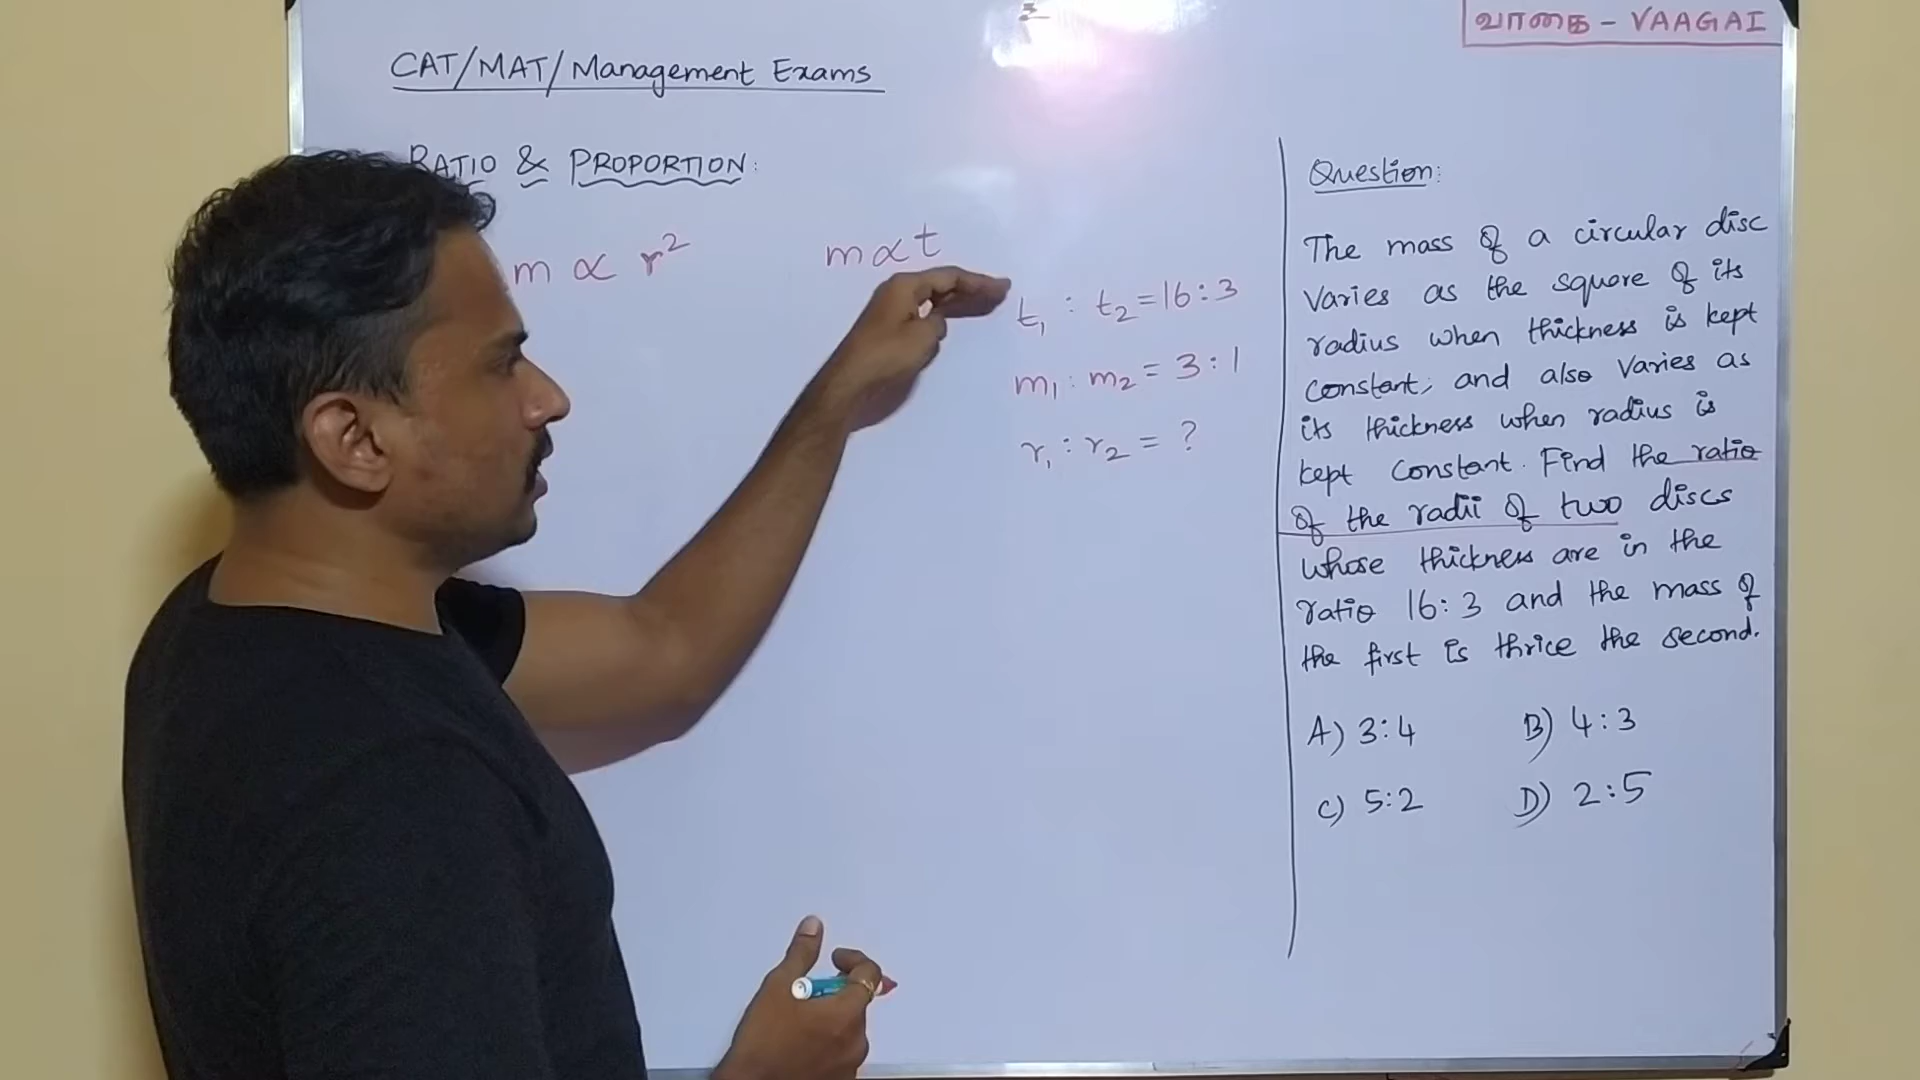 வாகை - VAAGAI
CAT/MAT/Management Exams
RATIO & PROPORTION:
m ∝ r²
m ∝ t
t₁ : t₂ = 16:3
m₁ : m₂ = 3:1
r₁ : r₂ = ?
Question:
The mass of a circular disc
varies as the square of its
radius when thickness is kept
constant, and also varies as
its thickness when radius is
kept constant. Find the ratio
of the radii of two discs
whose thickness are in the
ratio 16:3 and the mass of
the first is thrice the second.
A) 3:4 B) 4:3
C) 5:2 D) 2:5